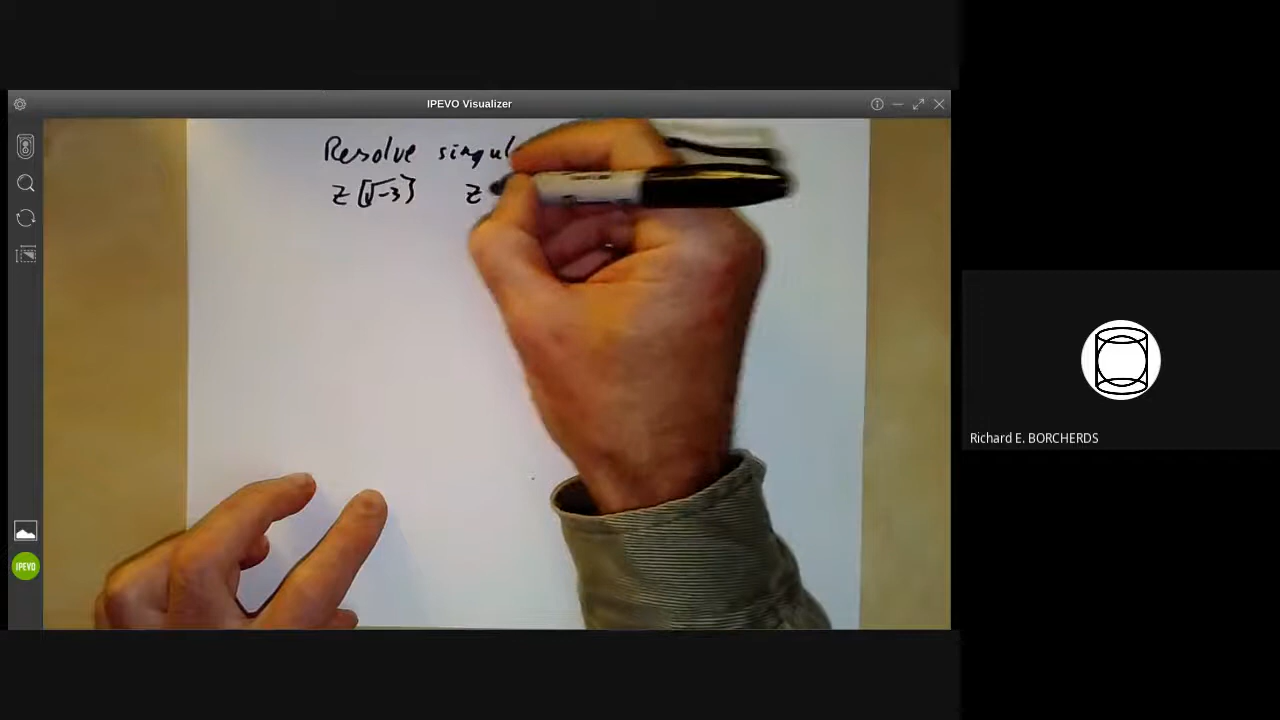 IPEVO Visualizer
Resolve singul
Z[√-3] Z
IPEVO
Richard E. BORCHERDS